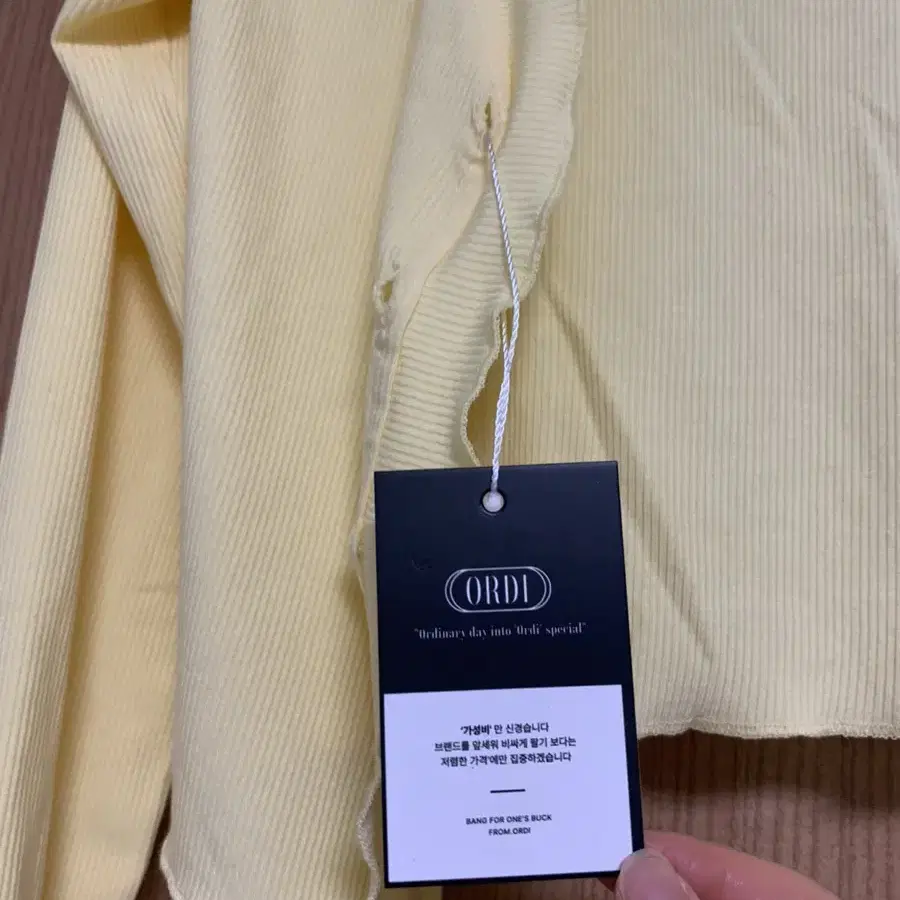 ORDI
"Ordinary day into 'Ordi' special"
'가성비' 만 신경습니다
브랜드를 앞세워 비싸게 팔기 보다는
저렴한 가격'에만 집중하겠습니다
BANG FOR ONE'S BUCK
FROM.ORDI